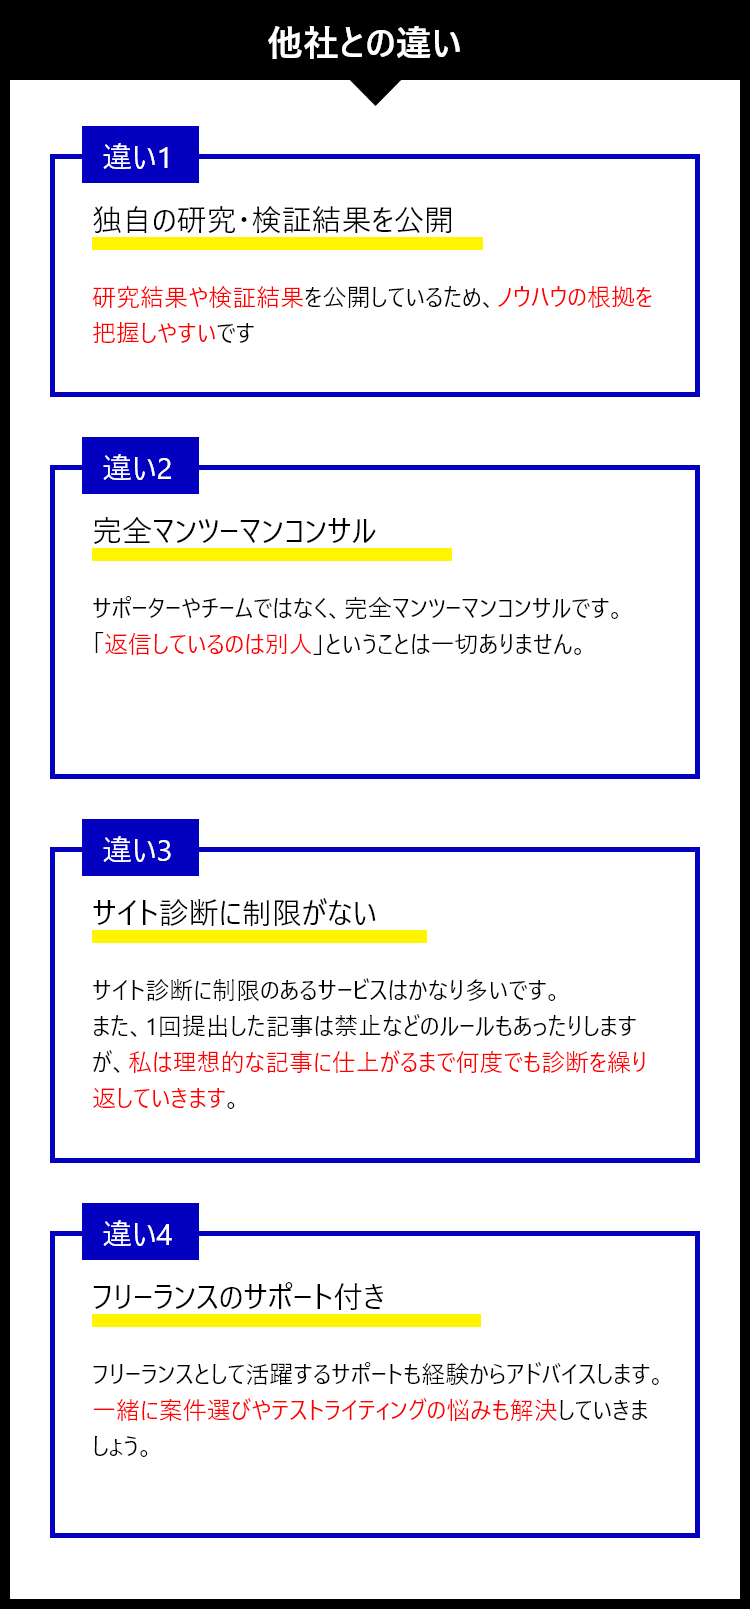 他社との違い
違い1
独自の研究・検証結果を公開
研究結果や検証結果を公開しているため、ノウハウの根拠を
把握しやすいです
違い2
完全マンツーマンコンサル
サポーターやチームではなく、完全マンツーマンコンサルです。
「返信しているのは別人」ということは一切ありません。
違い3
サイト診断に制限がない
サイト診断に制限のあるサービスはかなり多いです。
また、1回提出した記事は禁止などのルールもあったりします
が、私は理想的な記事に仕上がるまで何度でも診断を繰り
返していきます。
違い4
フリーランスのサポート付き
フリーランスとして活躍するサポートも経験からアドバイスします。
一緒に案件選びやテストライティングの悩みも解決していきま
しょう。